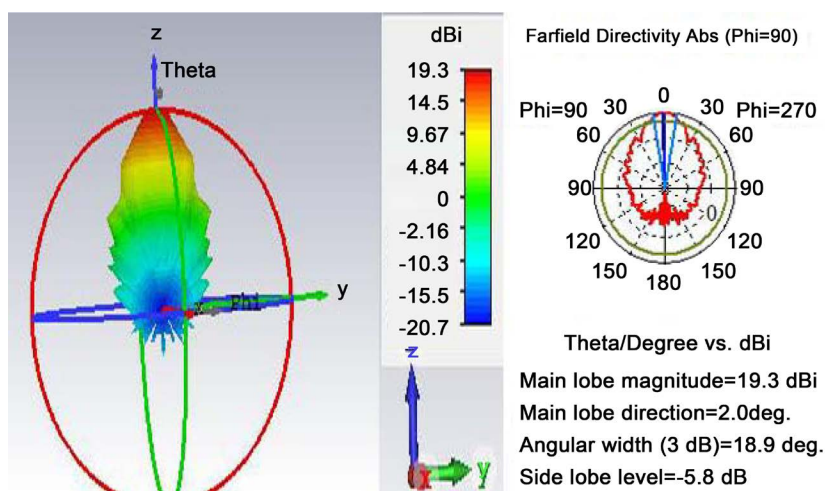 z
Theta
y
x
Phi
dBi
19.3
14.5
9.67
4.84
0
-2.16
-10.3
-15.5
-20.7
z
x
y
Farfield Directivity Abs (Phi=90)
0
Phi=90 30 30 Phi=270
60 60
90 90
0
120 120
150 150
180
Theta/Degree vs. dBi
Main lobe magnitude=19.3 dBi
Main lobe direction=2.0deg.
Angular width (3 dB)=18.9 deg.
Side lobe level=-5.8 dB